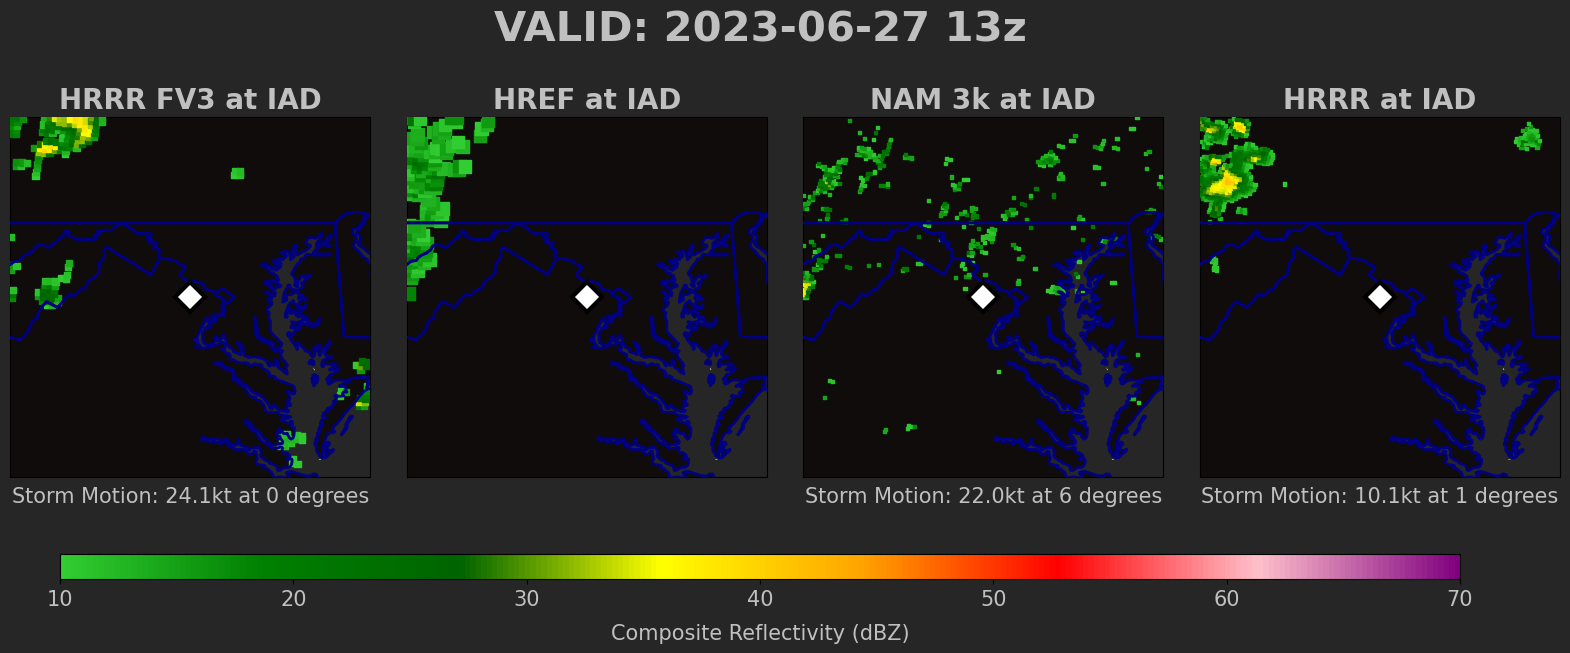 VALID: 2023-06-27 13z
HRRR FV3 at IAD
HREF at IAD
NAM 3k at IAD
HRRR at IAD
Storm Motion: 24.1kt at 0 degrees
Storm Motion: 22.0kt at 6 degrees
Storm Motion: 10.1kt at 1 degrees
10 20 30 40 50 60 70
Composite Reflectivity (dBZ)